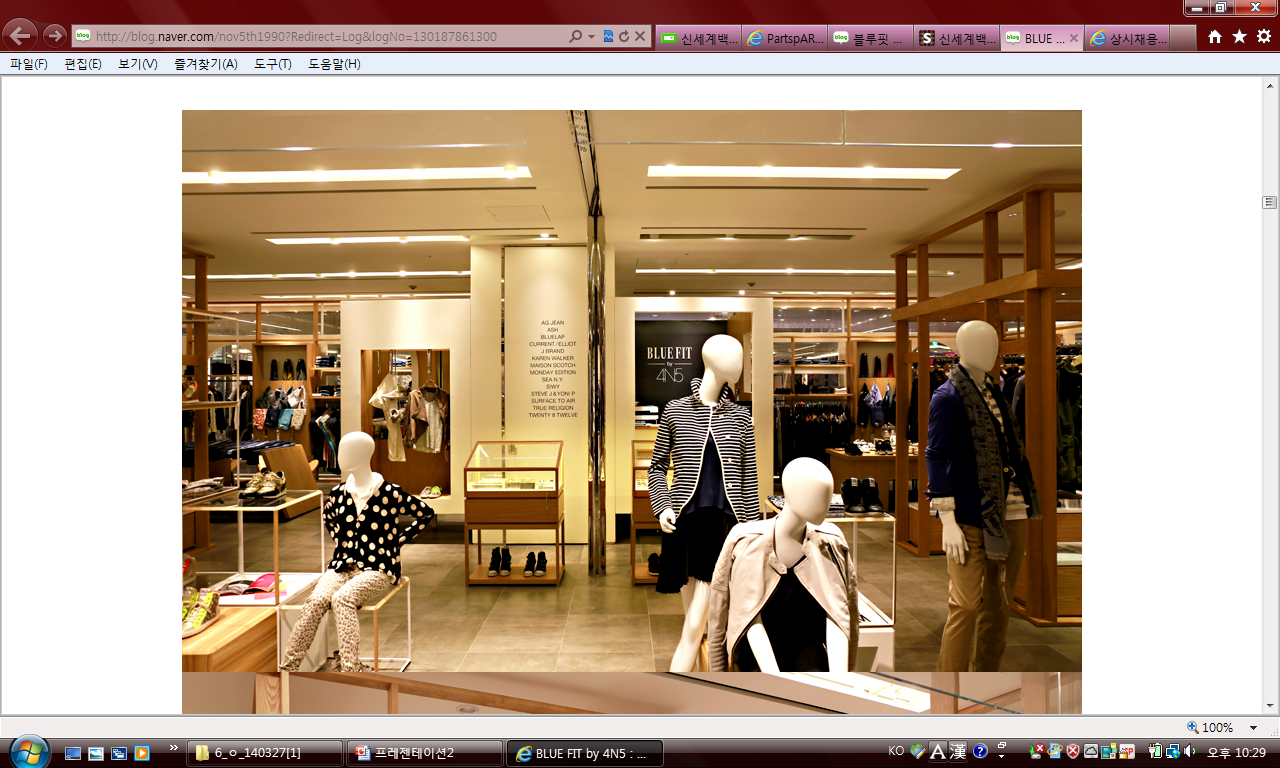 http://blog.naver.com/nov5th1990?Redirect=Log&logNo=130187861300
신세계백...
PartspAR...
블루핏 ...
신세계백...
BLUE ...
상시채용...
파일(F) 편집(E) 보기(V) 즐겨찾기(A) 도구(T) 도움말(H)
AG JEAN
ASH
BLUELAP
CURRENT / ELLIOT
J BRAND
KAREN WALKER
MAISON SCOTCH
MONDAY EDITION
SEA N.Y.
SIWY
STEVE J & YONI P
SURFACE TO AIR
TRUE RELIGION
TWENTY 8 TWELVE
BLUE FIT
by
4N5
100%
6_ㅇ_140327[1]
프레젠테이션2
BLUE FIT by 4N5 : ...
KO
A 漢
오후 10:29